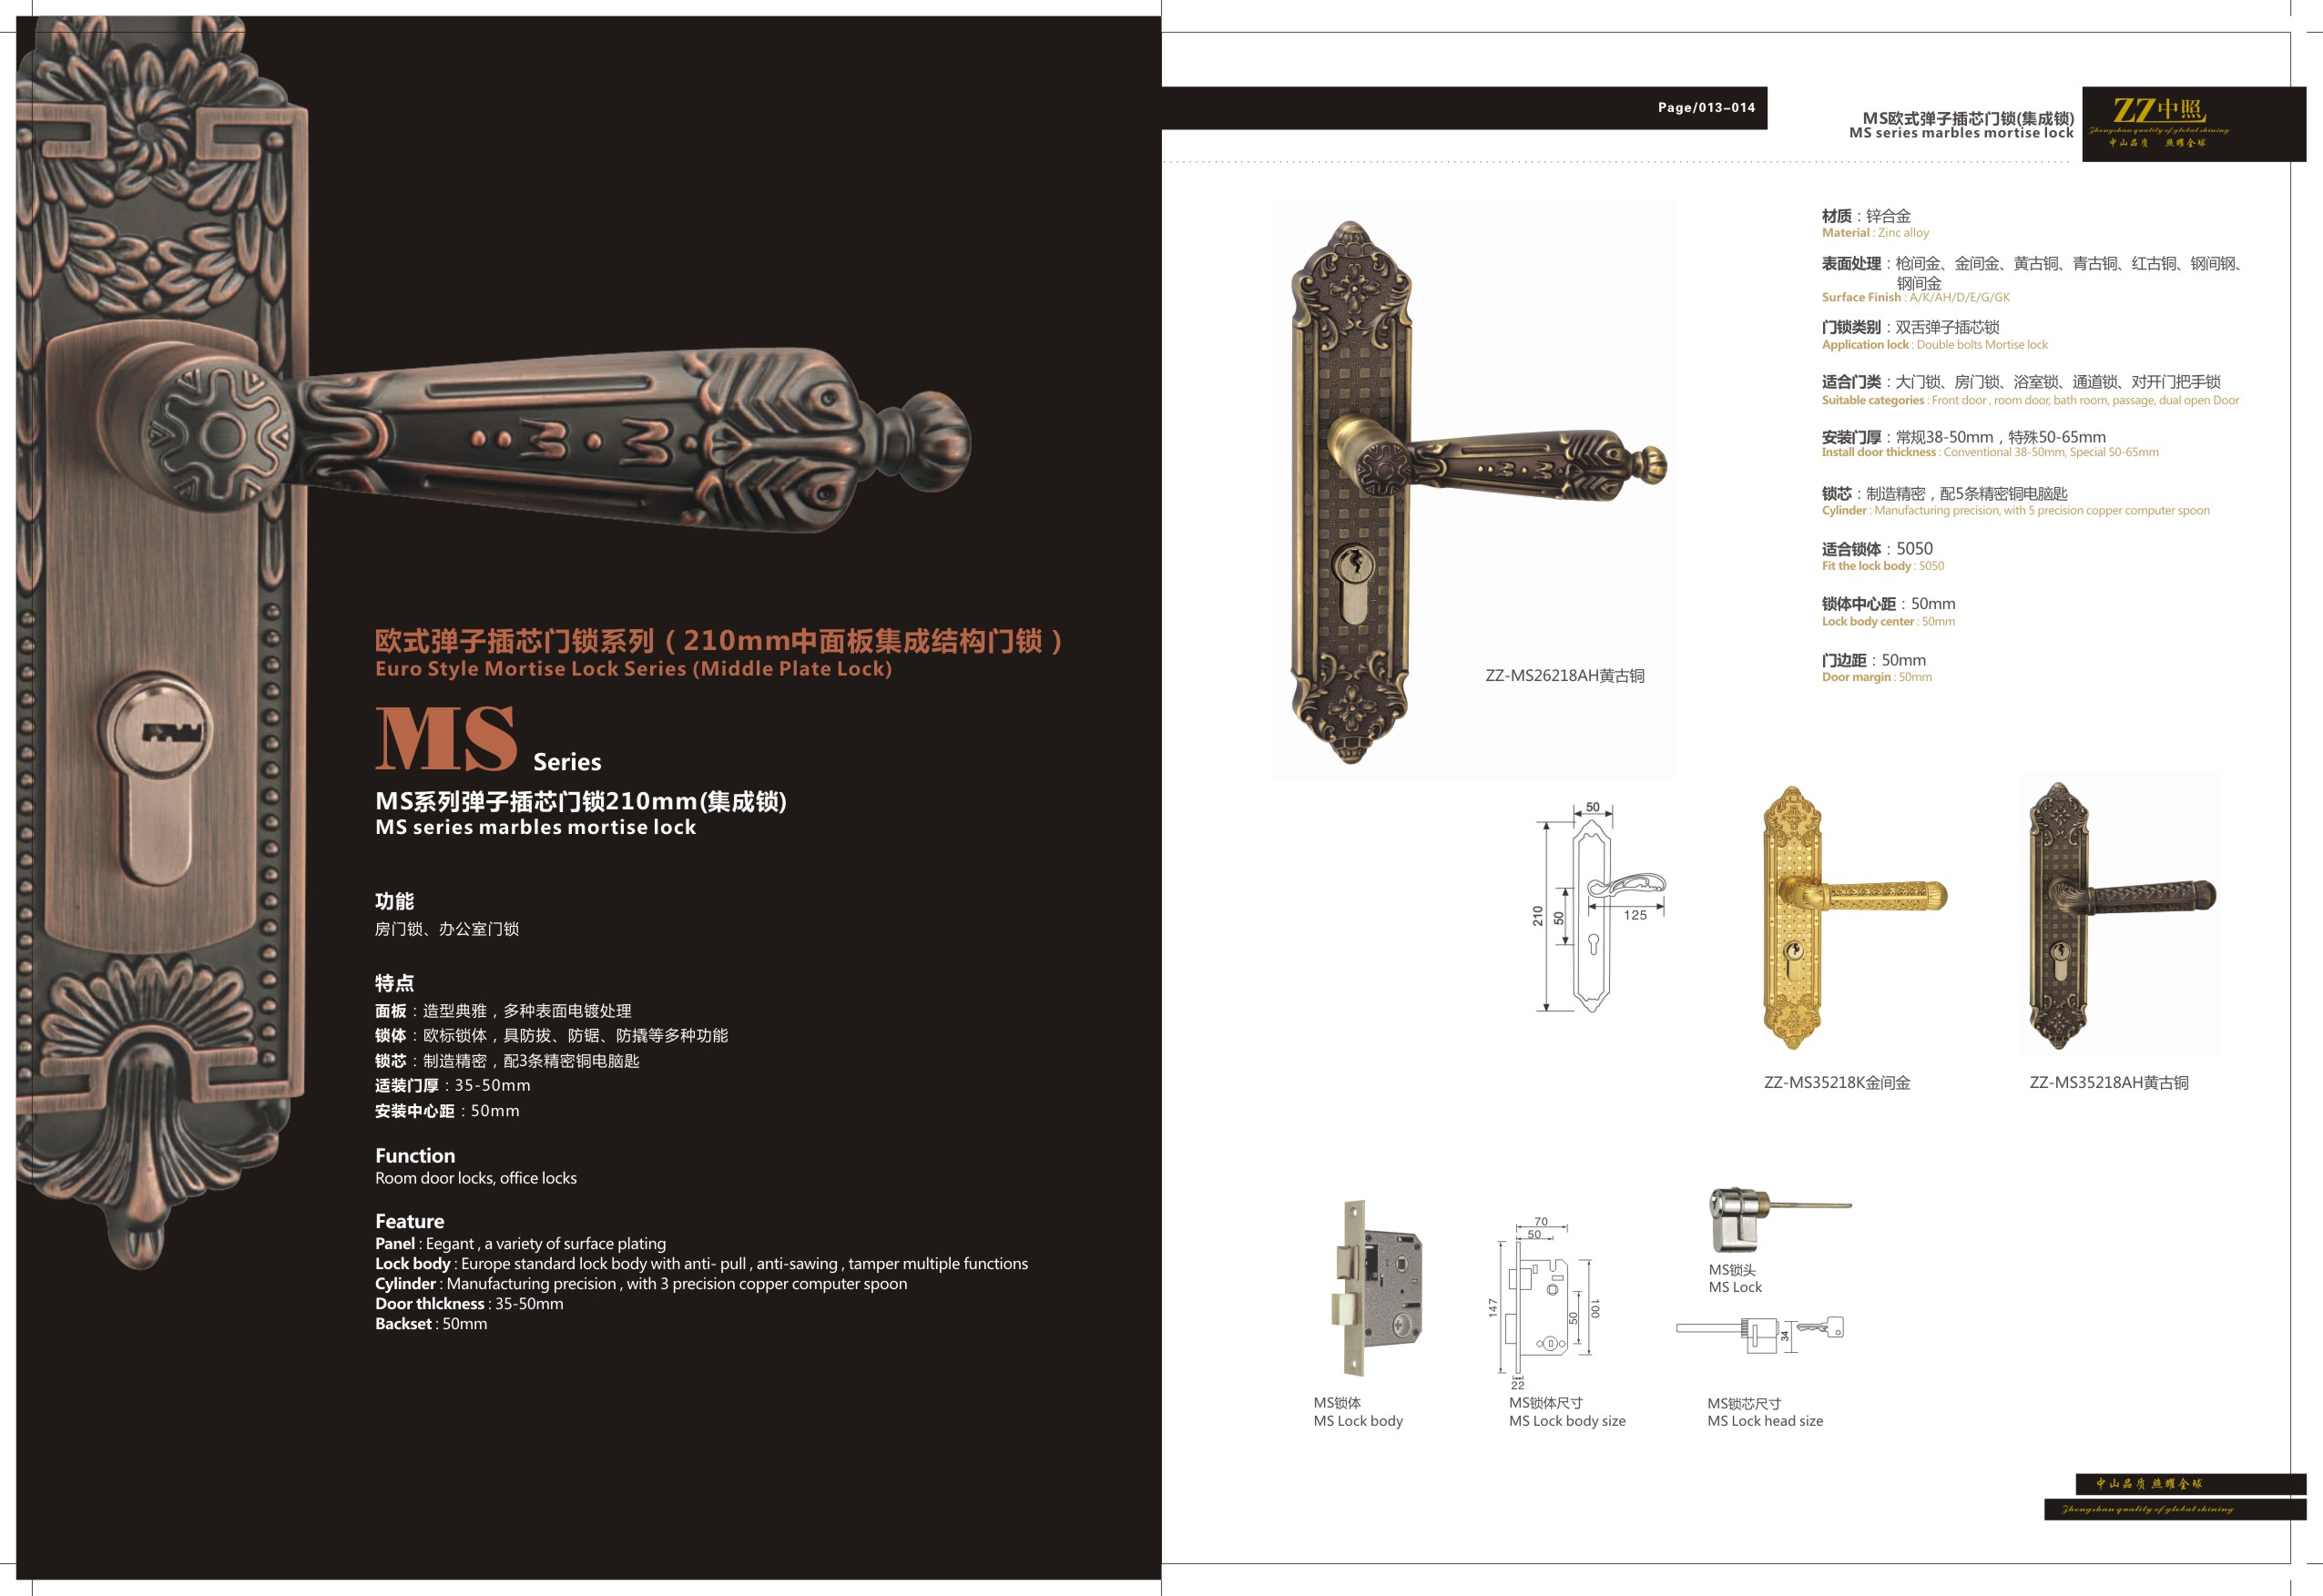 欧式弹子插芯门锁系列（210mm中面板集成结构门锁）
Euro Style Mortise Lock Series (Middle Plate Lock)
MS Series
MS系列弹子插芯门锁210mm(集成锁)
MS series marbles mortise lock
功能
房门锁、办公室门锁
特点
面板：造型典雅，多种表面电镀处理
锁体：欧标锁体，具防拔、防锯、防撬等多种功能
锁芯：制造精密，配3条精密铜电脑匙
适装门厚：35-50mm
安装中心距：50mm
Function
Room door locks, office locks
Feature
Panel : Eegant , a variety of surface plating
Lock body : Europe standard lock body with anti- pull , anti-sawing , tamper multiple functions
Cylinder : Manufacturing precision , with 3 precision copper computer spoon
Door thlckness : 35-50mm
Backset : 50mm
Page/013-014
MS欧式弹子插芯门锁(集成锁)
MS series marbles mortise lock
ZZ中照
Zhongshan quality of global shining
中山品质 照耀全球
材质：锌合金
Material : Zinc alloy
表面处理：枪间金、金间金、黄古铜、青古铜、红古铜、钢间钢、
钢间金
Surface Finish : A/K/AH/D/E/G/GK
门锁类别：双舌弹子插芯锁
Application lock : Double bolts Mortise lock
适合门类：大门锁、房门锁、浴室锁、通道锁、对开门把手锁
Suitable categories : Front door , room door, bath room, passage, dual open Door
安装门厚：常规38-50mm，特殊50-65mm
Install door thickness : Conventional 38-50mm, Special 50-65mm
锁芯：制造精密，配5条精密铜电脑匙
Cylinder : Manufacturing precision, with 5 precision copper computer spoon
适合锁体：5050
Fit the lock body : 5050
锁体中心距：50mm
Lock body center : 50mm
门边距：50mm
Door margin : 50mm
ZZ-MS26218AH黄古铜
50
210
50
125
ZZ-MS35218K金间金
ZZ-MS35218AH黄古铜
70
50
147
50
100
22
MS锁头
MS Lock
34
MS锁体
MS Lock body
MS锁体尺寸
MS Lock body size
MS锁芯尺寸
MS Lock head size
中山品质 照耀全球
Zhongshan quality of global shining